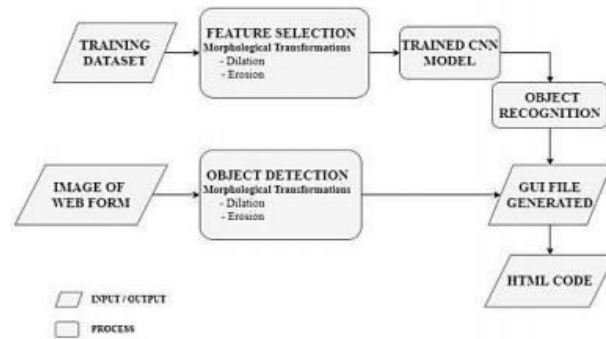 TRAINING
DATASET
FEATURE SELECTION
Morphological Transformations
- Dilation
- Erosion
TRAINED CNN
MODEL
OBJECT
RECOGNITION
IMAGE OF
WEB FORM
OBJECT DETECTION
Morphological Transformations
- Dilation
- Erosion
GUI FILE
GENERATED
HTML CODE
INPUT / OUTPUT
PROCESS